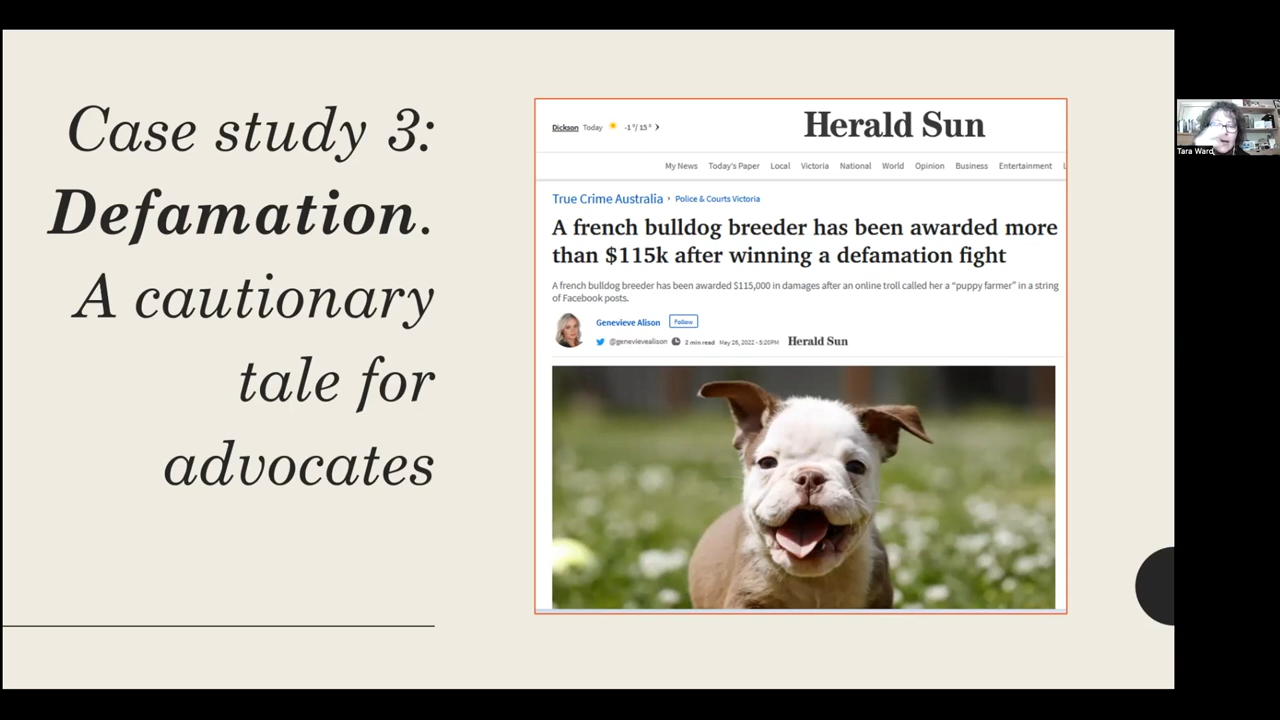 Case study 3:
Defamation.
A cautionary
tale for
advocates
Dickson Today -1°/ 15° ›
Herald Sun
My News Today's Paper Local Victoria National World Opinion Business Entertainment L
True Crime Australia › Police & Courts Victoria
A french bulldog breeder has been awarded more
than $115k after winning a defamation fight
A french bulldog breeder has been awarded $115,000 in damages after an online troll called her a “puppy farmer” in a string
of Facebook posts.
Genevieve Alison Follow
@genevievealison 2 min read May 26, 2022 - 5:20PM Herald Sun
Tara Ward